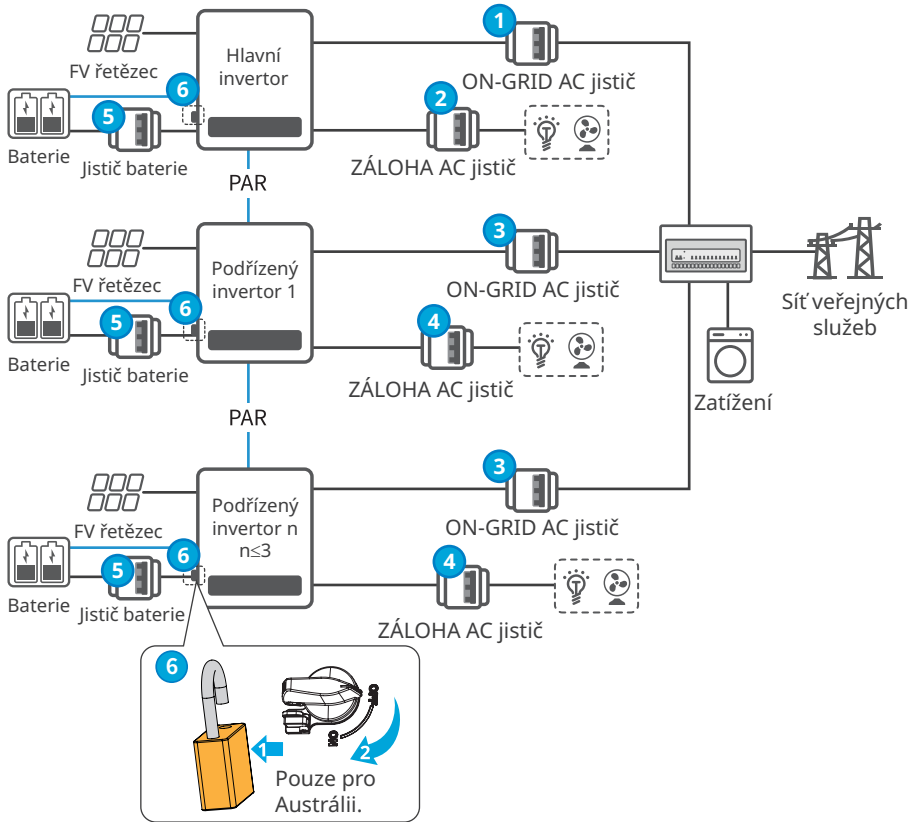 FV řetězec
Hlavní
invertor
1
ON-GRID AC jistič
6
5
Baterie
Jistič baterie
2
ZÁLOHA AC jistič
PAR
FV řetězec
Podřízený
invertor 1
3
ON-GRID AC jistič
6
5
Baterie
Jistič baterie
4
ZÁLOHA AC jistič
Síť veřejných
služeb
Zatížení
PAR
FV řetězec
Podřízený
invertor n
n≤3
3
ON-GRID AC jistič
6
5
Baterie
Jistič baterie
4
ZÁLOHA AC jistič
6
OFF
ON
1
2
Pouze pro
Austrálii.